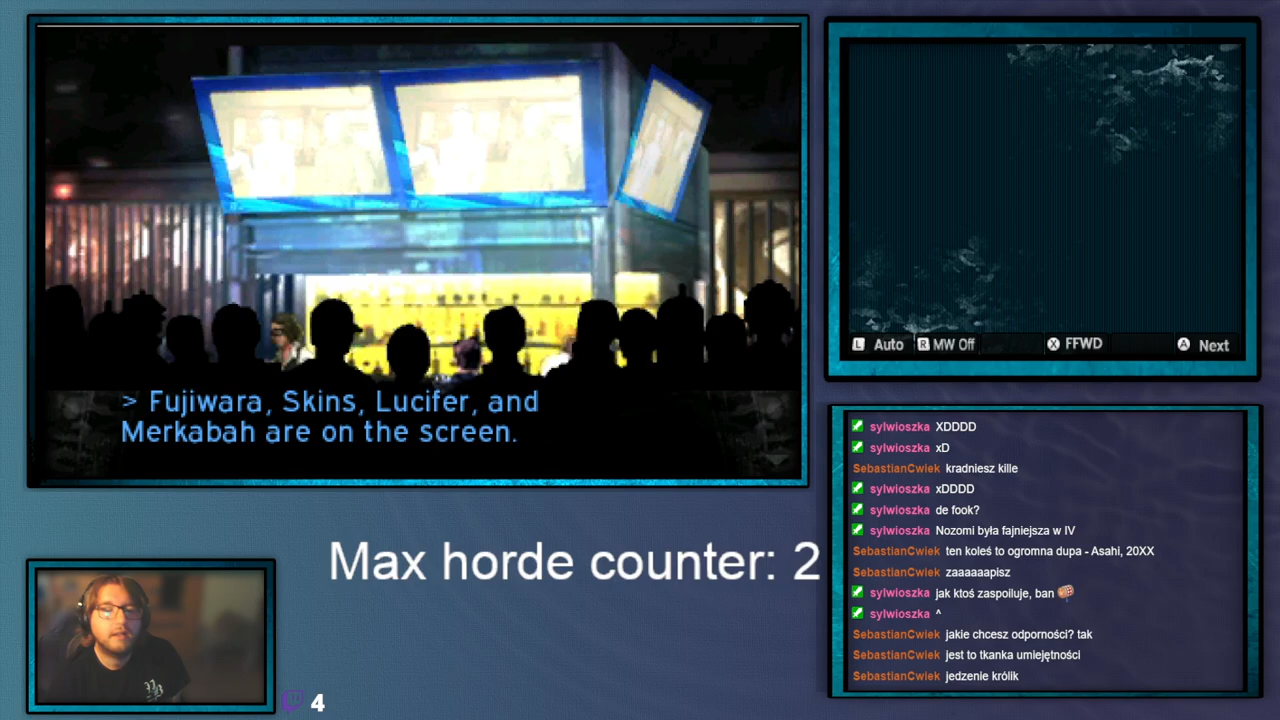 > Fujiwara, Skins, Lucifer, and
Merkabah are on the screen.
L Auto R MW Off X FFWD A Next
Max horde counter: 2
4
sylwioszka XDDDD
sylwioszka xD
SebastianCwiek kradniesz kille
sylwioszka xDDDD
sylwioszka de fook?
sylwioszka Nozomi była fajniejsza w IV
SebastianCwiek ten koleś to ogromna dupa - Asahi, 20XX
SebastianCwiek zaaaaaapisz
sylwioszka jak ktoś zaspoiluje, ban
sylwioszka ^
SebastianCwiek jakie chcesz odporności? tak
SebastianCwiek jest to tkanka umiejętności
SebastianCwiek jedzenie królik